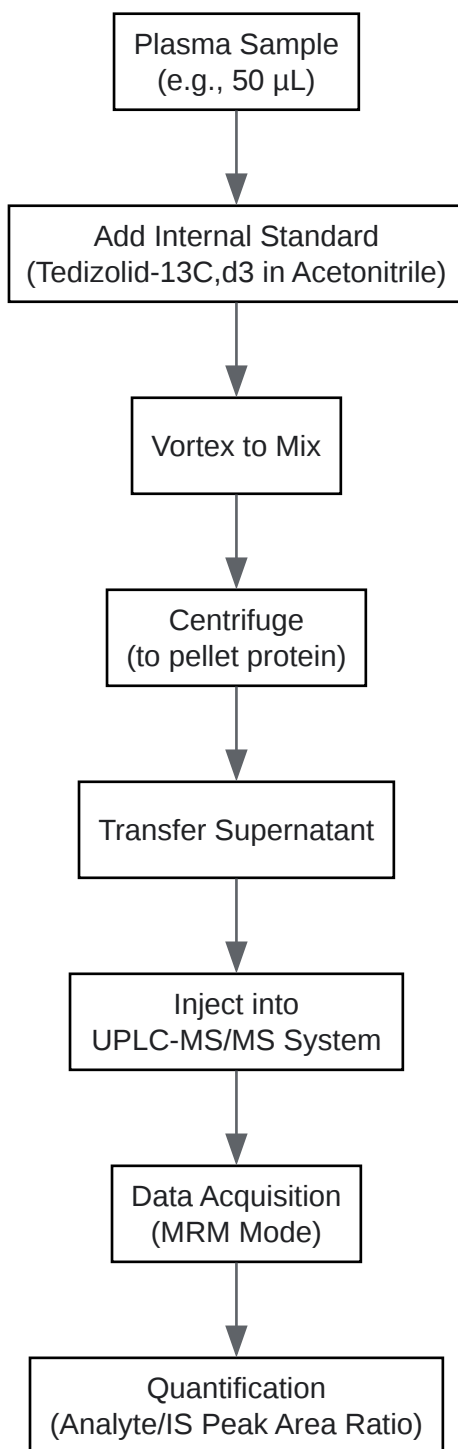 Plasma Sample
(e.g., 50 µL)
Add Internal Standard
(Tedizolid-13C,d3 in Acetonitrile)
Vortex to Mix
Centrifuge
(to pellet protein)
Transfer Supernatant
Inject into
UPLC-MS/MS System
Data Acquisition
(MRM Mode)
Quantification
(Analyte/IS Peak Area Ratio)